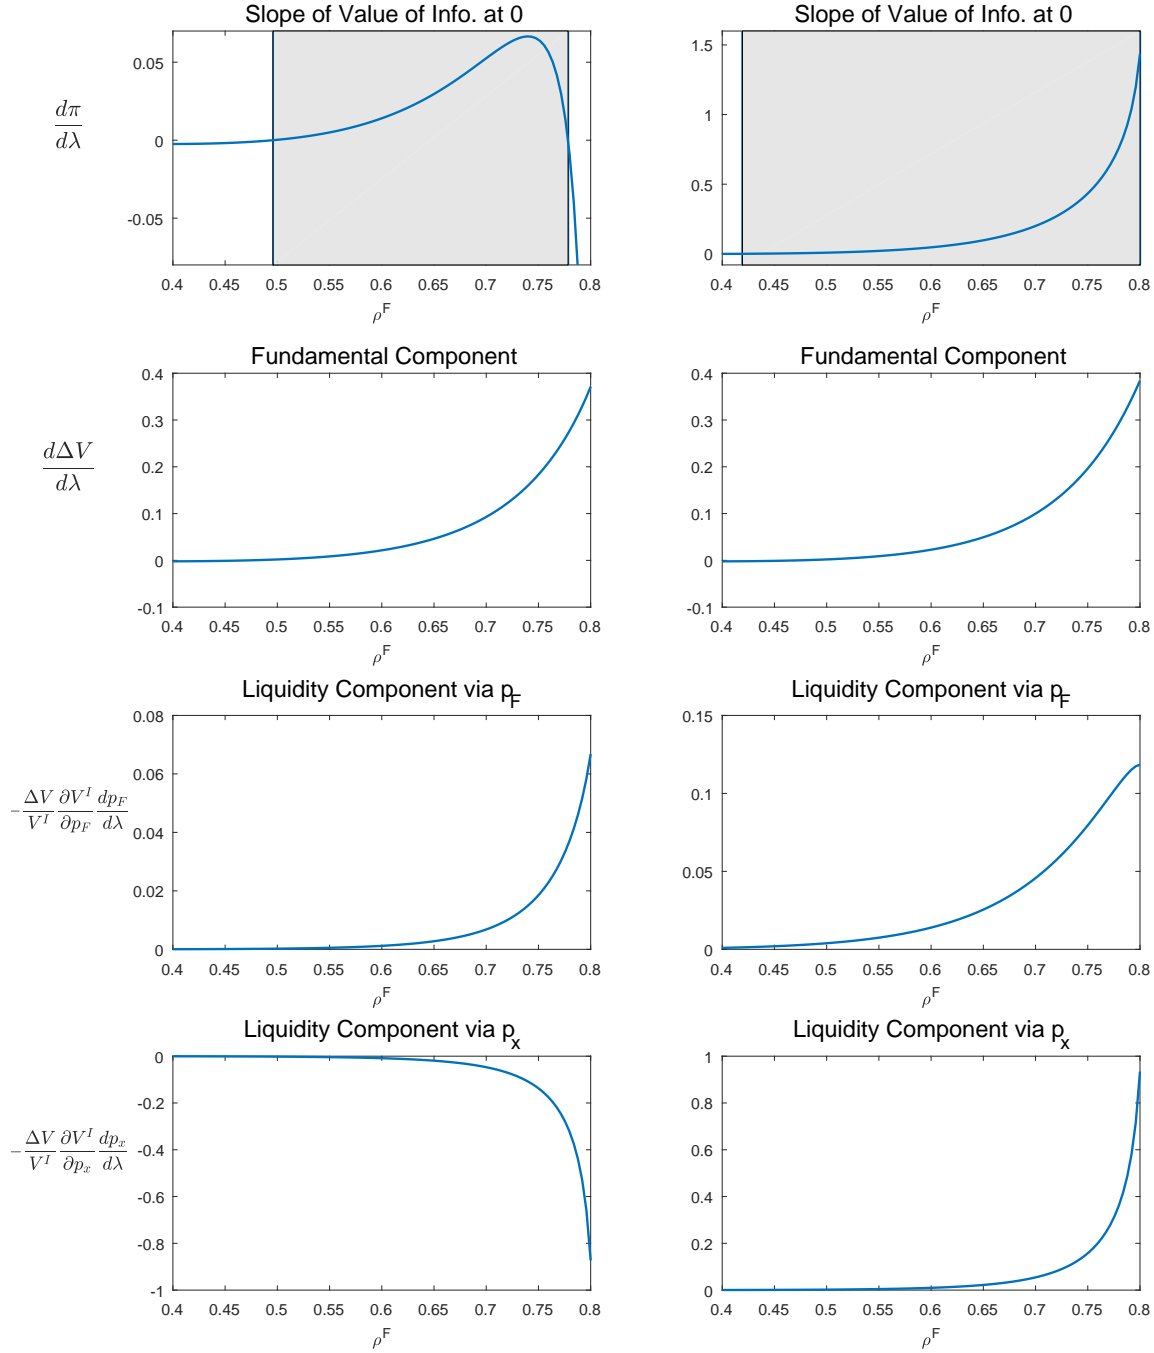 Slope of Value of Info. at 0
Slope of Value of Info. at 0
dπ/dλ
0.05
0
-0.05
0.4 0.45 0.5 0.55 0.6 0.65 0.7 0.75 0.8
ρ^F
1.5
1
0.5
0
0.4 0.45 0.5 0.55 0.6 0.65 0.7 0.75 0.8
ρ^F
Fundamental Component
Fundamental Component
dΔV/dλ
0.4
0.3
0.2
0.1
0
-0.1
0.4 0.45 0.5 0.55 0.6 0.65 0.7 0.75 0.8
ρ^F
0.4
0.3
0.2
0.1
0
-0.1
0.4 0.45 0.5 0.55 0.6 0.65 0.7 0.75 0.8
ρ^F
Liquidity Component via p_F
Liquidity Component via p_F
-ΔV/V^I ∂V^I/∂p_F dp_F/dλ
0.08
0.06
0.04
0.02
0
0.4 0.45 0.5 0.55 0.6 0.65 0.7 0.75 0.8
ρ^F
0.15
0.1
0.05
0
0.4 0.45 0.5 0.55 0.6 0.65 0.7 0.75 0.8
ρ^F
Liquidity Component via p_x
Liquidity Component via p_x
-ΔV/V^I ∂V^I/∂p_x dp_x/dλ
0
-0.2
-0.4
-0.6
-0.8
-1
0.4 0.45 0.5 0.55 0.6 0.65 0.7 0.75 0.8
ρ^F
1
0.8
0.6
0.4
0.2
0
0.4 0.45 0.5 0.55 0.6 0.65 0.7 0.75 0.8
ρ^F